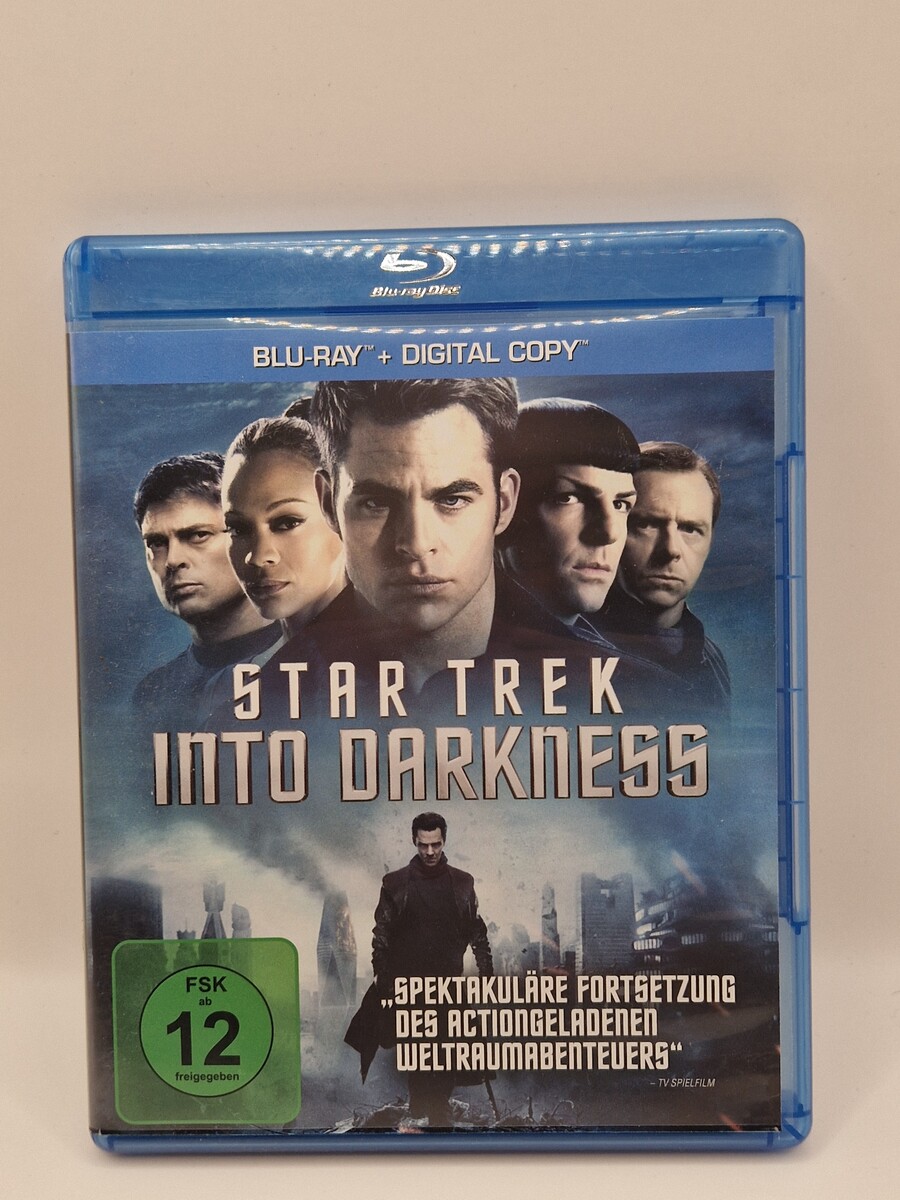 Blu-ray Disc
BLU-RAY™ + DIGITAL COPY™
STAR TREK
INTO DARKNESS
„SPEKTAKULÄRE FORTSETZUNG
DES ACTIONGELADENEN
WELTRAUMABENTEUERS“
– TV SPIELFILM
FSK
ab
12
freigegeben